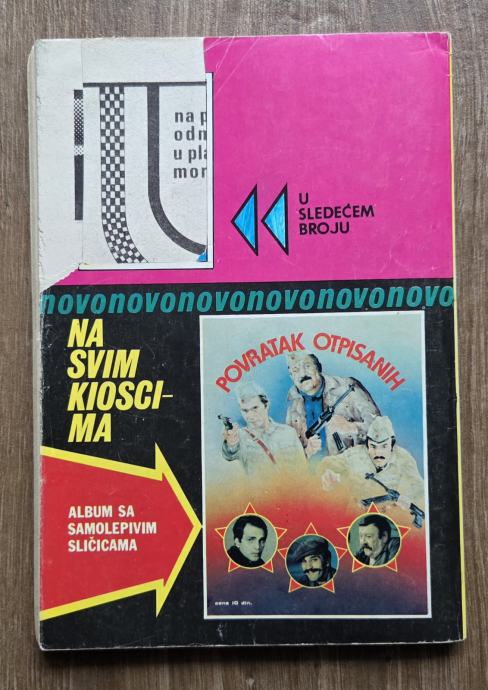 na p
odm
u pla
mor
U
SLEDEĆEM
BROJU
novonovonovonovonovonovo
NA
SVIM
KIOSCI-
MA
POVRATAK OTPISANIH
ALBUM SA
SAMOLEPIVIM
SLIČICAMA
cena 10 din.